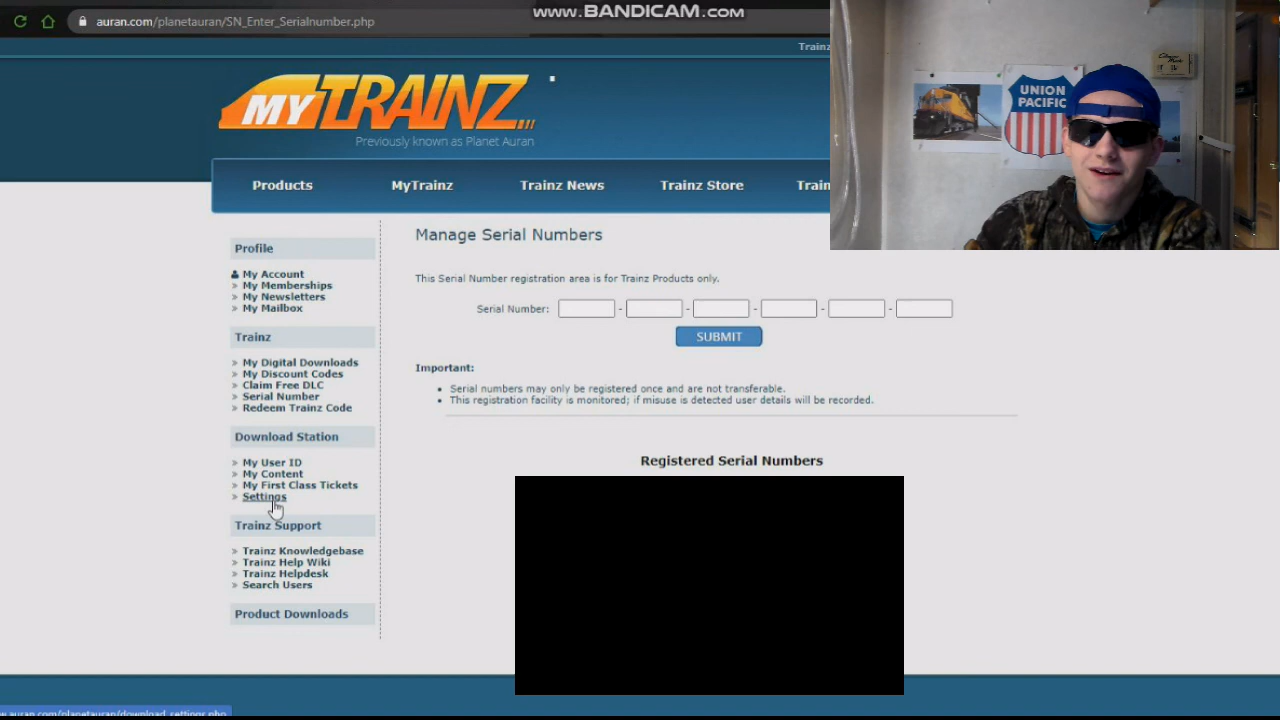 auran.com/planetauran/SN_Enter_Serialnumber.php
WWW.BANDICAM.COM
Trainz
MYTRAINZ
Previously known as Planet Auran
UNION
PACIFIC
Products
MyTrainz
Trainz News
Trainz Store
Manage Serial Numbers
Profile
My Account
My Memberships
My Newsletters
My Mailbox
This Serial Number registration area is for Trainz Products only.
Serial Number: - - - - -
SUBMIT
Trainz
» My Digital Downloads
» My Discount Codes
» Claim Free DLC
» Serial Number
» Redeem Trainz Code
Important:
• Serial numbers may only be registered once and are not transferable.
• This registration facility is monitored; if misuse is detected user details will be recorded.
Download Station
» My User ID
» My Content
» My First Class Tickets
» Settings
Registered Serial Numbers
Trainz Support
» Trainz Knowledgebase
» Trainz Help Wiki
» Trainz Helpdesk
» Search Users
Product Downloads
w.auran.com/planetauran/download_settings.php